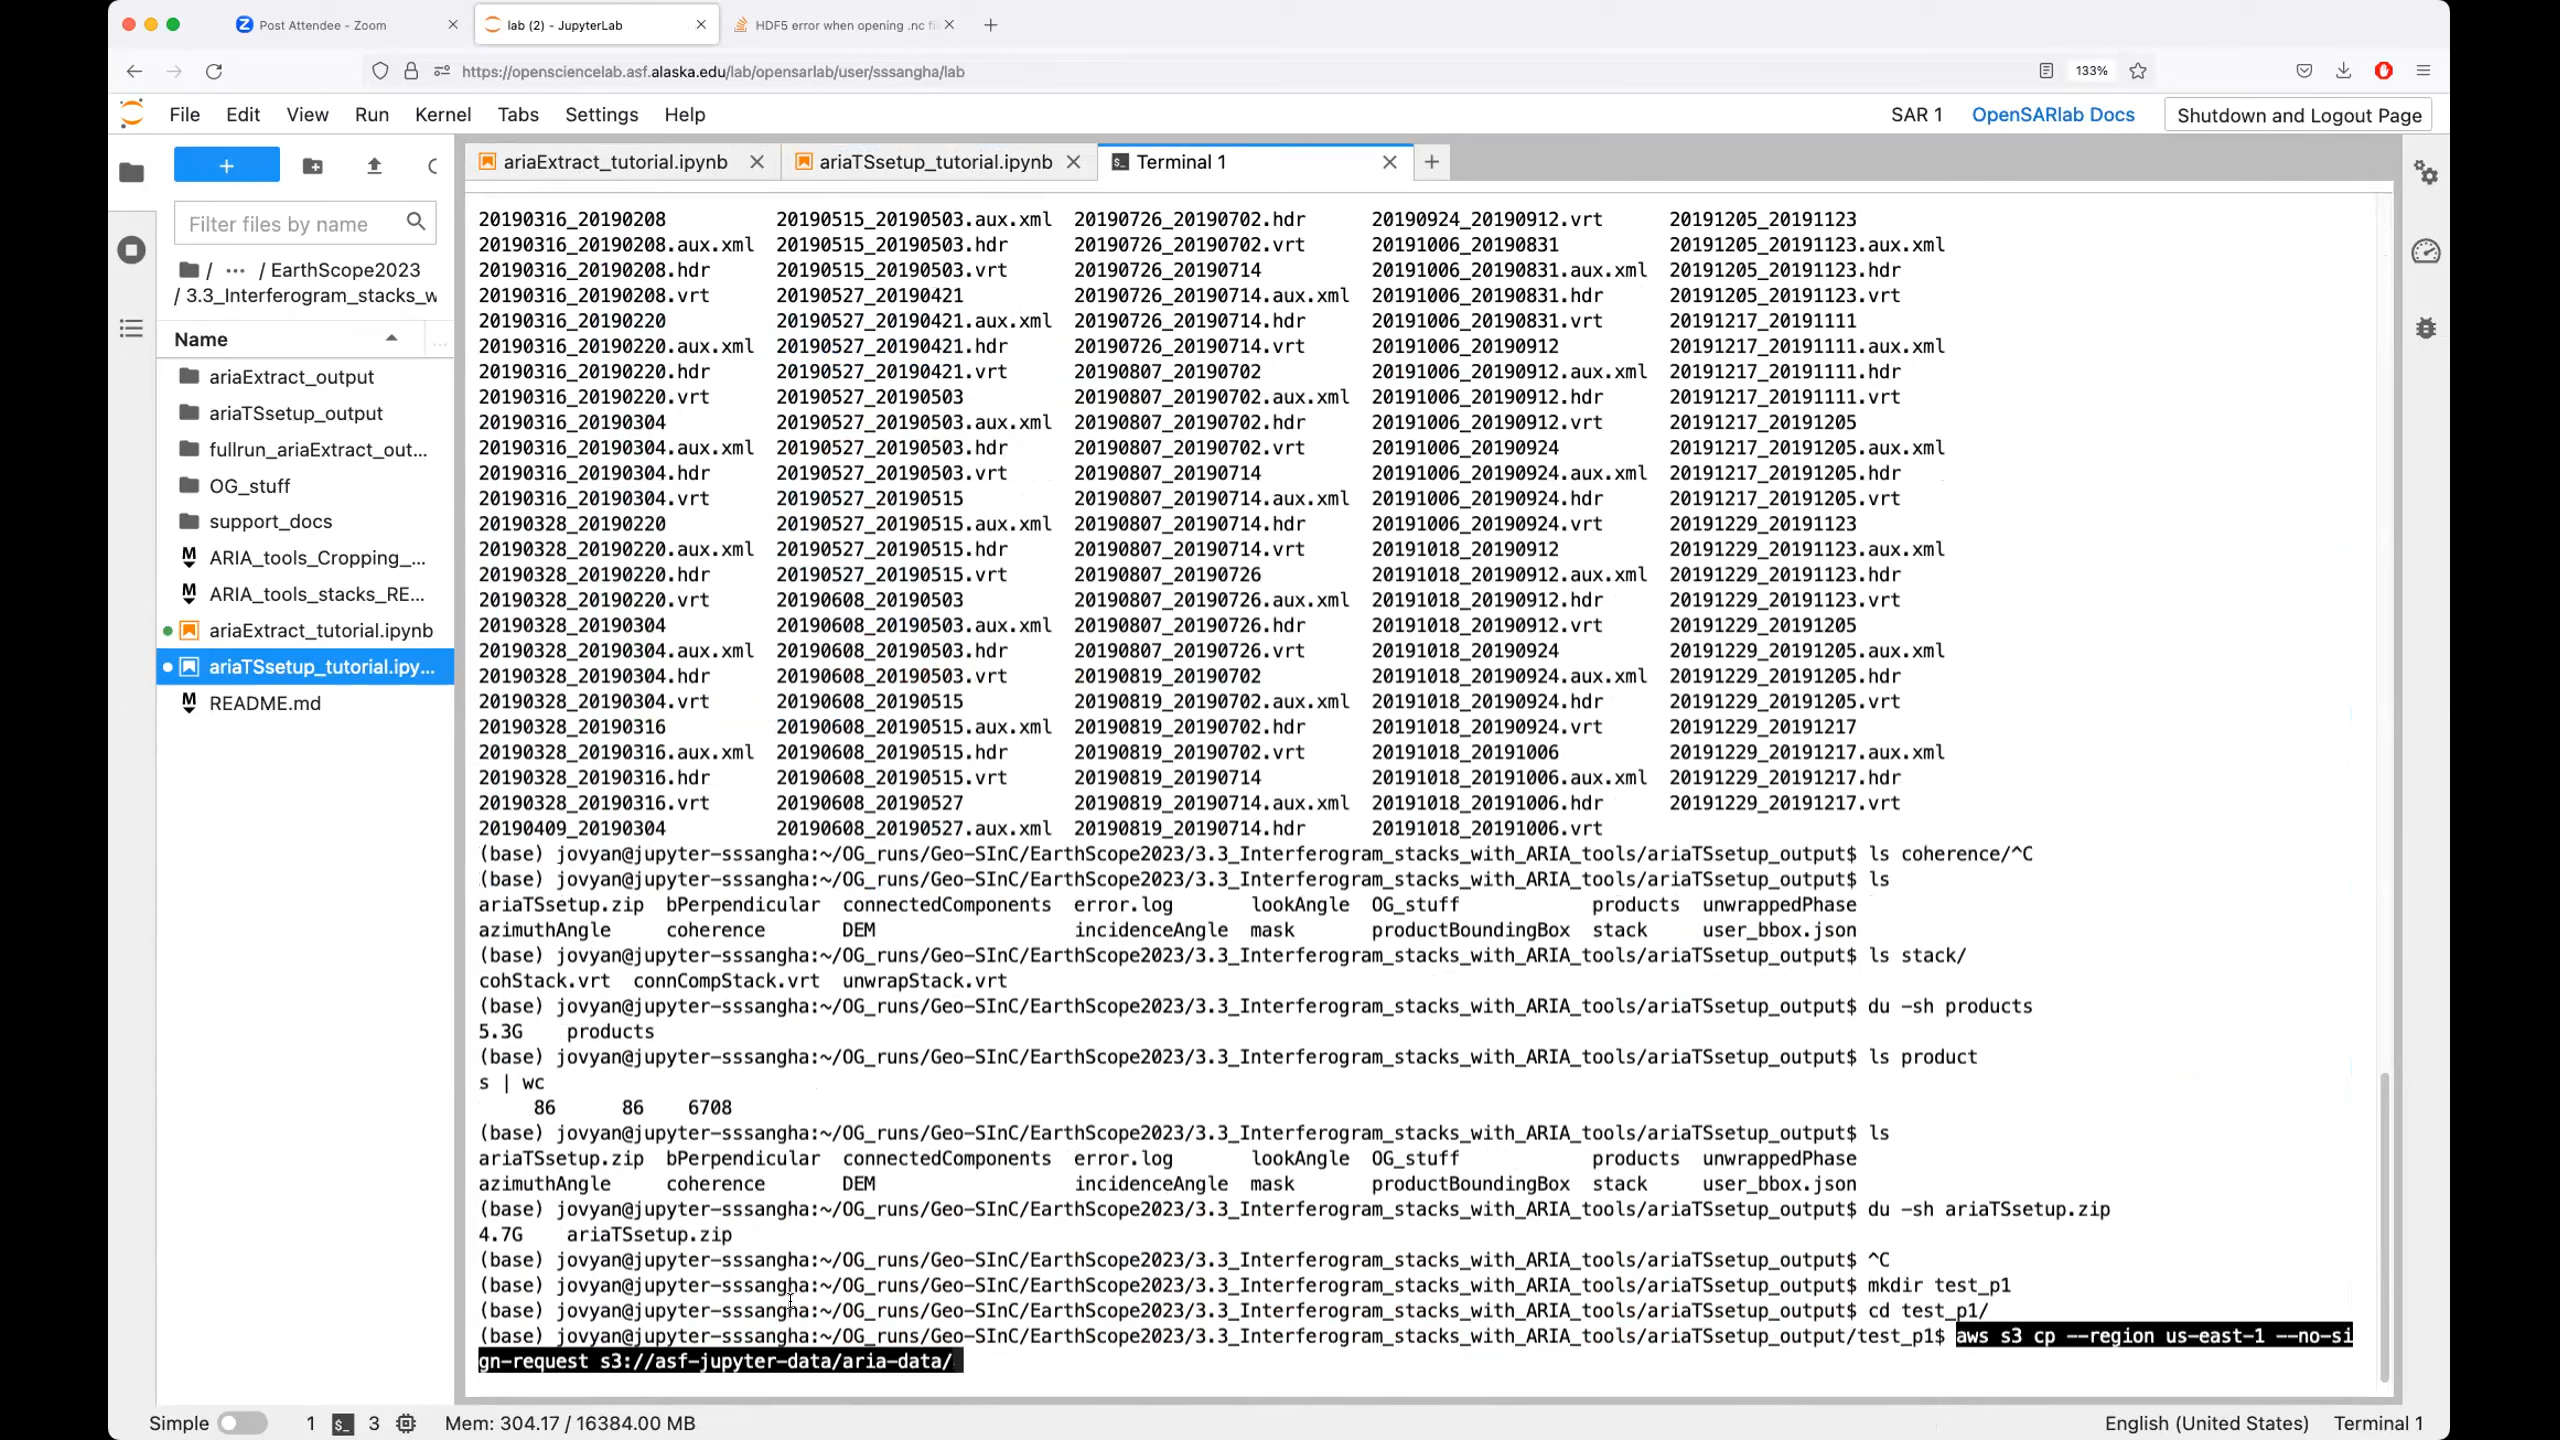 Post Attendee - Zoom
lab (2) - JupyterLab
HDF5 error when opening .nc fi
https://opensciencelab.asf.alaska.edu/lab/opensarlab/user/sssangha/lab
133%
File Edit View Run Kernel Tabs Settings Help
SAR 1 OpenSARlab Docs Shutdown and Logout Page
ariaExtract_tutorial.ipynb
ariaTSsetup_tutorial.ipynb
Terminal 1
Filter files by name
/ ... / EarthScope2023
/ 3.3_Interferogram_stacks_w
Name
...
ariaExtract_output
ariaTSsetup_output
fullrun_ariaExtract_out...
OG_stuff
support_docs
ARIA_tools_Cropping_...
ARIA_tools_stacks_RE...
ariaExtract_tutorial.ipynb
ariaTSsetup_tutorial.ipy...
README.md
20190316_20190208 20190515_20190503.aux.xml 20190726_20190702.hdr 20190924_20190912.vrt 20191205_20191123
20190316_20190208.aux.xml 20190515_20190503.hdr 20190726_20190702.vrt 20191006_20190831 20191205_20191123.aux.xml
20190316_20190208.hdr 20190515_20190503.vrt 20190726_20190714 20191006_20190831.aux.xml 20191205_20191123.hdr
20190316_20190208.vrt 20190527_20190421 20190726_20190714.aux.xml 20191006_20190831.hdr 20191205_20191123.vrt
20190316_20190220 20190527_20190421.aux.xml 20190726_20190714.hdr 20191006_20190831.vrt 20191217_20191111
20190316_20190220.aux.xml 20190527_20190421.hdr 20190726_20190714.vrt 20191006_20190912 20191217_20191111.aux.xml
20190316_20190220.hdr 20190527_20190421.vrt 20190807_20190702 20191006_20190912.aux.xml 20191217_20191111.hdr
20190316_20190220.vrt 20190527_20190503 20190807_20190702.aux.xml 20191006_20190912.hdr 20191217_20191111.vrt
20190316_20190304 20190527_20190503.aux.xml 20190807_20190702.hdr 20191006_20190912.vrt 20191217_20191205
20190316_20190304.aux.xml 20190527_20190503.hdr 20190807_20190702.vrt 20191006_20190924 20191217_20191205.aux.xml
20190316_20190304.hdr 20190527_20190503.vrt 20190807_20190714 20191006_20190924.aux.xml 20191217_20191205.hdr
20190316_20190304.vrt 20190527_20190515 20190807_20190714.aux.xml 20191006_20190924.hdr 20191217_20191205.vrt
20190328_20190220 20190527_20190515.aux.xml 20190807_20190714.hdr 20191006_20190924.vrt 20191229_20191123
20190328_20190220.aux.xml 20190527_20190515.hdr 20190807_20190714.vrt 20191018_20190912 20191229_20191123.aux.xml
20190328_20190220.hdr 20190527_20190515.vrt 20190807_20190726 20191018_20190912.aux.xml 20191229_20191123.hdr
20190328_20190220.vrt 20190608_20190503 20190807_20190726.aux.xml 20191018_20190912.hdr 20191229_20191123.vrt
20190328_20190304 20190608_20190503.aux.xml 20190807_20190726.hdr 20191018_20190912.vrt 20191229_20191205
20190328_20190304.aux.xml 20190608_20190503.hdr 20190807_20190726.vrt 20191018_20190924 20191229_20191205.aux.xml
20190328_20190304.hdr 20190608_20190503.vrt 20190819_20190702 20191018_20190924.aux.xml 20191229_20191205.hdr
20190328_20190304.vrt 20190608_20190515 20190819_20190702.aux.xml 20191018_20190924.hdr 20191229_20191205.vrt
20190328_20190316 20190608_20190515.aux.xml 20190819_20190702.hdr 20191018_20190924.vrt 20191229_20191217
20190328_20190316.aux.xml 20190608_20190515.hdr 20190819_20190702.vrt 20191018_20191006 20191229_20191217.aux.xml
20190328_20190316.hdr 20190608_20190515.vrt 20190819_20190714 20191018_20191006.aux.xml 20191229_20191217.hdr
20190328_20190316.vrt 20190608_20190527 20190819_20190714.aux.xml 20191018_20191006.hdr 20191229_20191217.vrt
20190409_20190304 20190608_20190527.aux.xml 20190819_20190714.hdr 20191018_20191006.vrt
(base) jovyan@jupyter-sssangha:~/OG_runs/Geo-SInC/EarthScope2023/3.3_Interferogram_stacks_with_ARIA_tools/ariaTSsetup_output$ ls coherence/^C
(base) jovyan@jupyter-sssangha:~/OG_runs/Geo-SInC/EarthScope2023/3.3_Interferogram_stacks_with_ARIA_tools/ariaTSsetup_output$ ls
ariaTSsetup.zip bPerpendicular connectedComponents error.log lookAngle OG_stuff products unwrappedPhase
azimuthAngle coherence DEM incidenceAngle mask productBoundingBox stack user_bbox.json
(base) jovyan@jupyter-sssangha:~/OG_runs/Geo-SInC/EarthScope2023/3.3_Interferogram_stacks_with_ARIA_tools/ariaTSsetup_output$ ls stack/
cohStack.vrt connCompStack.vrt unwrapStack.vrt
(base) jovyan@jupyter-sssangha:~/OG_runs/Geo-SInC/EarthScope2023/3.3_Interferogram_stacks_with_ARIA_tools/ariaTSsetup_output$ du -sh products
5.3G products
(base) jovyan@jupyter-sssangha:~/OG_runs/Geo-SInC/EarthScope2023/3.3_Interferogram_stacks_with_ARIA_tools/ariaTSsetup_output$ ls product
s | wc
86 86 6708
(base) jovyan@jupyter-sssangha:~/OG_runs/Geo-SInC/EarthScope2023/3.3_Interferogram_stacks_with_ARIA_tools/ariaTSsetup_output$ ls
ariaTSsetup.zip bPerpendicular connectedComponents error.log lookAngle OG_stuff products unwrappedPhase
azimuthAngle coherence DEM incidenceAngle mask productBoundingBox stack user_bbox.json
(base) jovyan@jupyter-sssangha:~/OG_runs/Geo-SInC/EarthScope2023/3.3_Interferogram_stacks_with_ARIA_tools/ariaTSsetup_output$ du -sh ariaTSsetup.zip
4.7G ariaTSsetup.zip
(base) jovyan@jupyter-sssangha:~/OG_runs/Geo-SInC/EarthScope2023/3.3_Interferogram_stacks_with_ARIA_tools/ariaTSsetup_output$ ^C
(base) jovyan@jupyter-sssangha:~/OG_runs/Geo-SInC/EarthScope2023/3.3_Interferogram_stacks_with_ARIA_tools/ariaTSsetup_output$ mkdir test_p1
(base) jovyan@jupyter-sssangha:~/OG_runs/Geo-SInC/EarthScope2023/3.3_Interferogram_stacks_with_ARIA_tools/ariaTSsetup_output$ cd test_p1/
(base) jovyan@jupyter-sssangha:~/OG_runs/Geo-SInC/EarthScope2023/3.3_Interferogram_stacks_with_ARIA_tools/ariaTSsetup_output/test_p1$ aws s3 cp --region us-east-1 --no-si
gn-request s3://asf-jupyter-data/aria-data/
Simple 1 3 Mem: 304.17 / 16384.00 MB
English (United States) Terminal 1